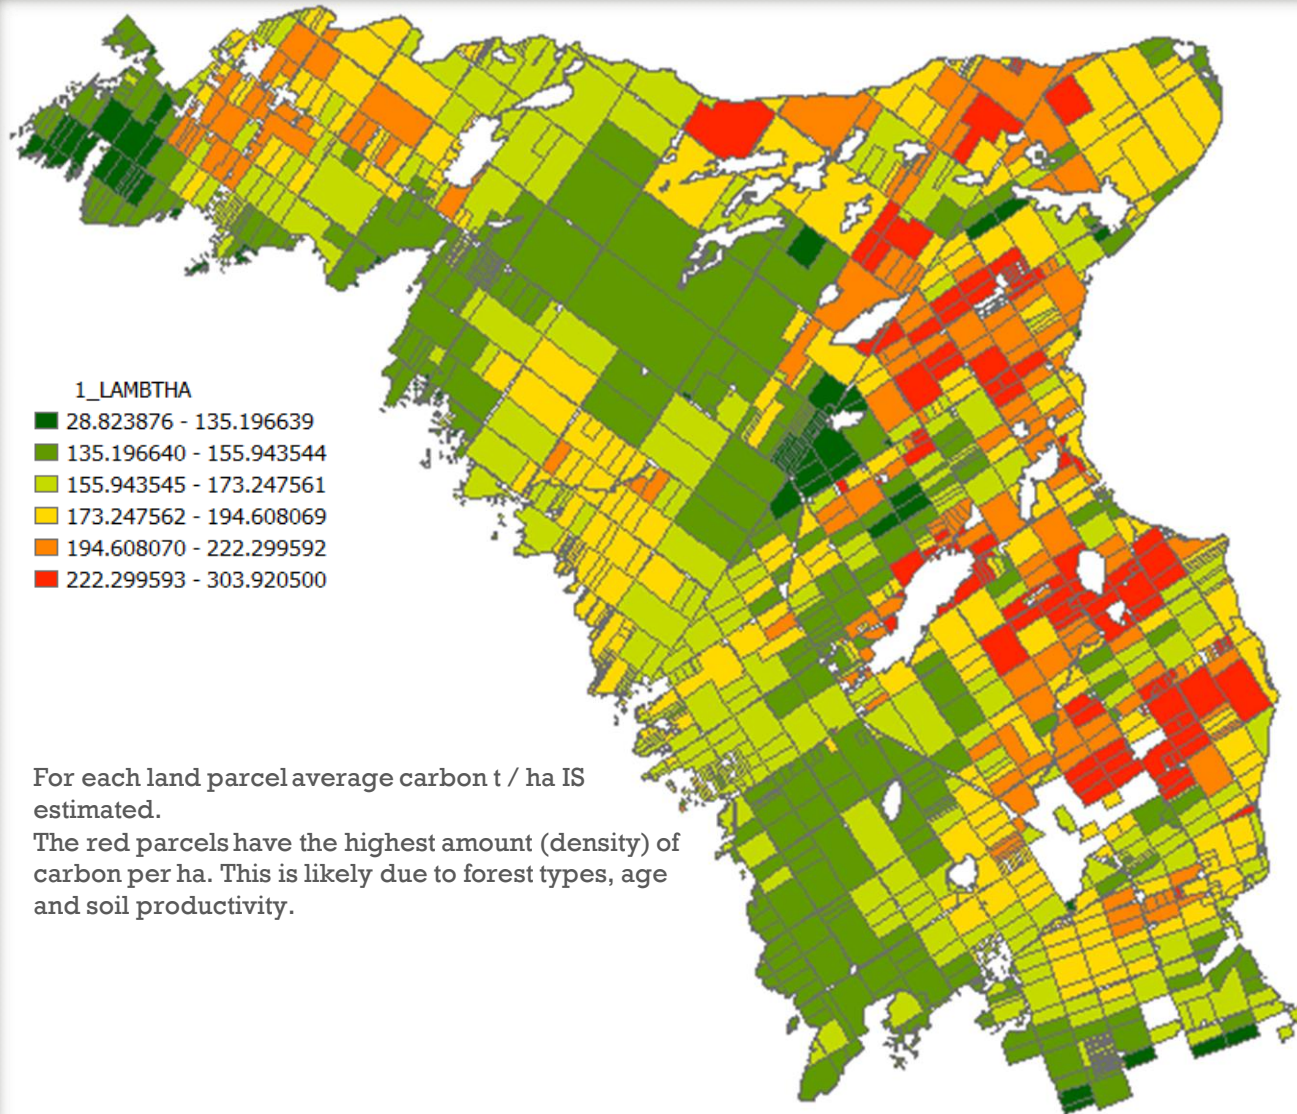 1_LAMBTHA
28.823876 - 135.196639
135.196640 - 155.943544
155.943545 - 173.247561
173.247562 - 194.608069
194.608070 - 222.299592
222.299593 - 303.920500
For each land parcel average carbon t / ha IS
estimated.
The red parcels have the highest amount (density) of
carbon per ha. This is likely due to forest types, age
and soil productivity.